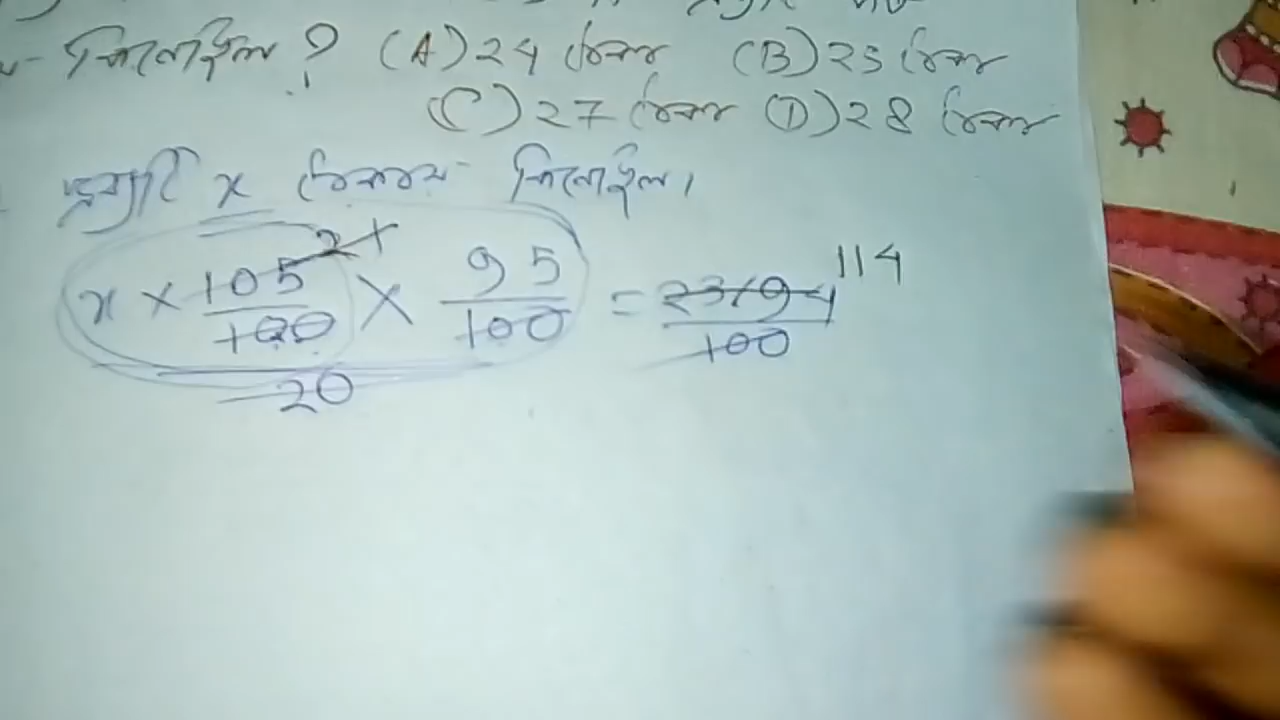 কিনেছিল ? (A) 24 টাকায় (B) 25 টাকায়
(C) 27 টাকায় (D) 28 টাকায়
দ্রব্যটি x টাকায় কিনেছিল।
x × 105/100 × 95/100 = 2394/100
21 20 114